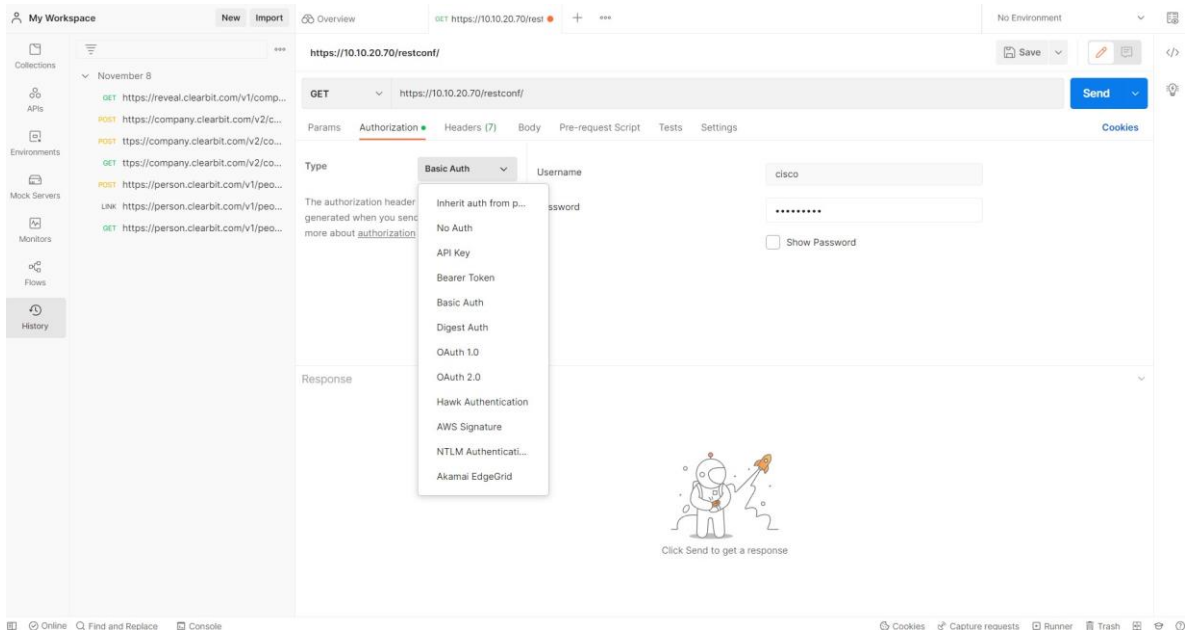 My Workspace
New
Import
Overview
GET https://10.10.20.70/rest
No Environment
Collections
APIs
Environments
Mock Servers
Monitors
Flows
History
November 8
GET https://reveal.clearbit.com/v1/comp...
POST https://company.clearbit.com/v2/c...
POST ttps://company.clearbit.com/v2/co...
GET ttps://company.clearbit.com/v2/co...
POST https://person.clearbit.com/v1/peo...
LINK https://person.clearbit.com/v1/peo...
GET https://person.clearbit.com/v1/peo...
https://10.10.20.70/restconf/
Save
GET
https://10.10.20.70/restconf/
Send
Params Authorization Headers (7) Body Pre-request Script Tests Settings
Cookies
Type
Basic Auth
The authorization header
generated when you send
more about authorization
Inherit auth from p...
No Auth
API Key
Bearer Token
Basic Auth
Digest Auth
OAuth 1.0
OAuth 2.0
Hawk Authentication
AWS Signature
NTLM Authenticati...
Akamai EdgeGrid
Username
cisco
ssword
•••••••••
Show Password
Response
Click Send to get a response
Online Find and Replace Console
Cookies Capture requests Runner Trash